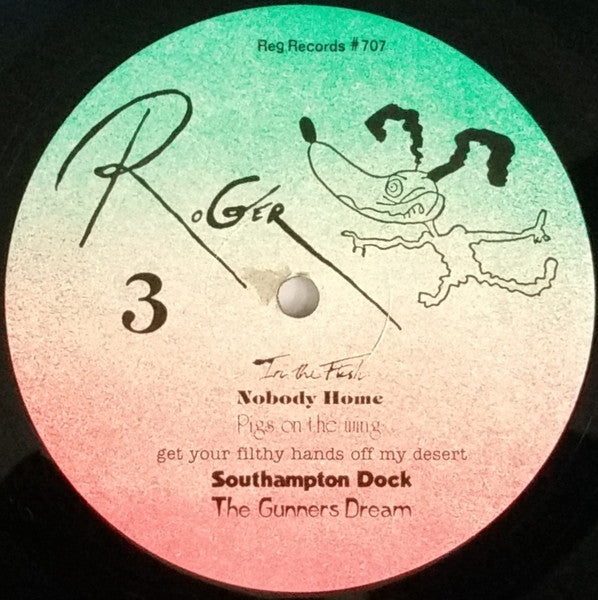 Reg Records #707
RoGER
3
In the Flesh
Nobody Home
Pigs on the wing
get your filthy hands off my desert
Southampton Dock
The Gunners Dream